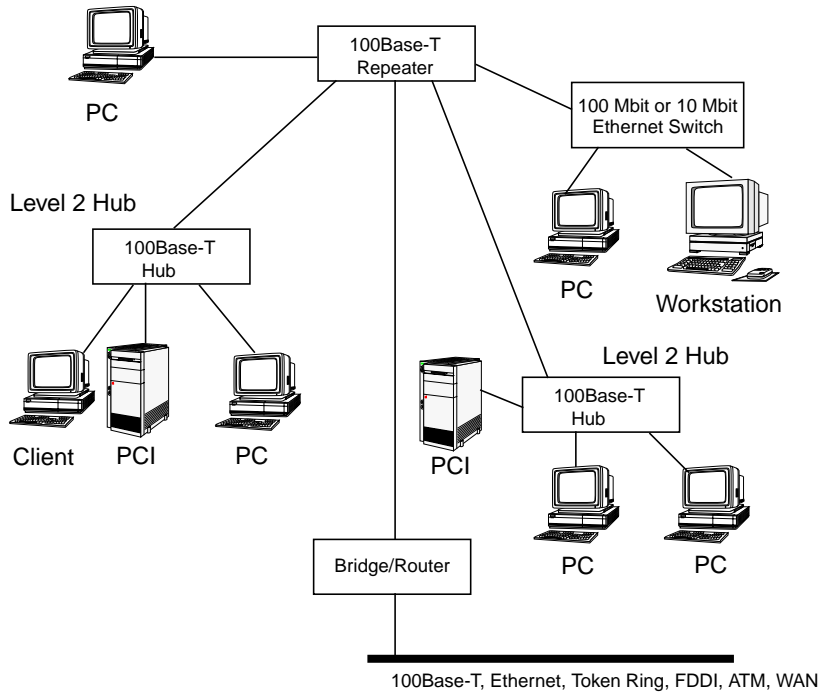 100Base-T
Repeater
PC
100 Mbit or 10 Mbit
Ethernet Switch
Level 2 Hub
100Base-T
Hub
PC
Workstation
Level 2 Hub
100Base-T
Hub
Client
PCI
PC
PCI
PC
PC
Bridge/Router
100Base-T, Ethernet, Token Ring, FDDI, ATM, WAN